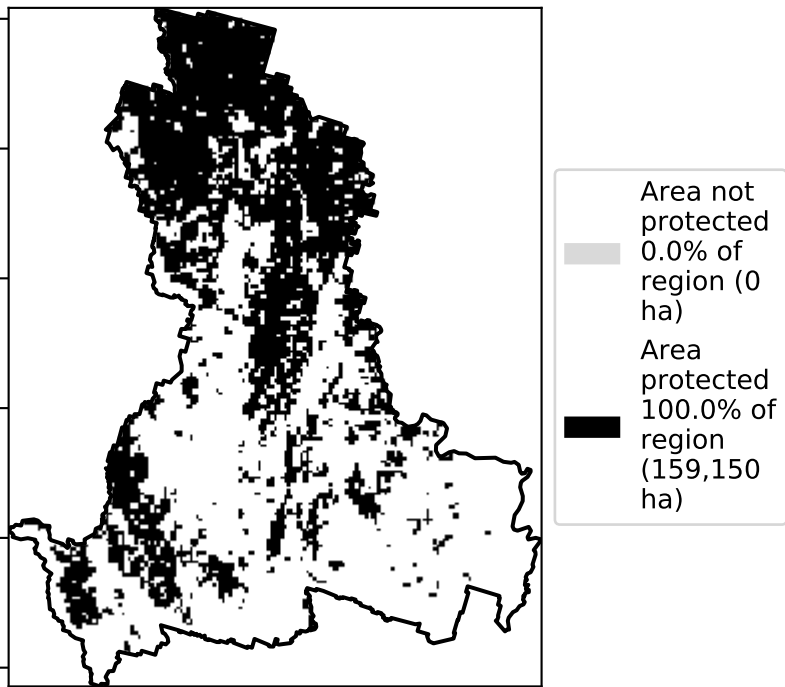 Area not
protected
0.0% of
region (0
ha)
Area
protected
100.0% of
region
(159,150
ha)